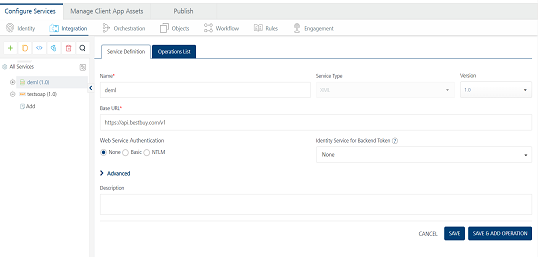 Configure Services Manage Client App Assets Publish
Identity Integration Orchestration Objects Workflow Rules Engagement
All Services
deml (1.0)
testsoap (1.0)
Add
Service Definition Operations List
Name* Service Type Version
deml 1.0
Base URL*
https://api.bestbuy.com/v1
Web Service Authentication Identity Service for Backend Token
None Basic NTLM None
Advanced
Description
CANCEL SAVE SAVE & ADD OPERATION